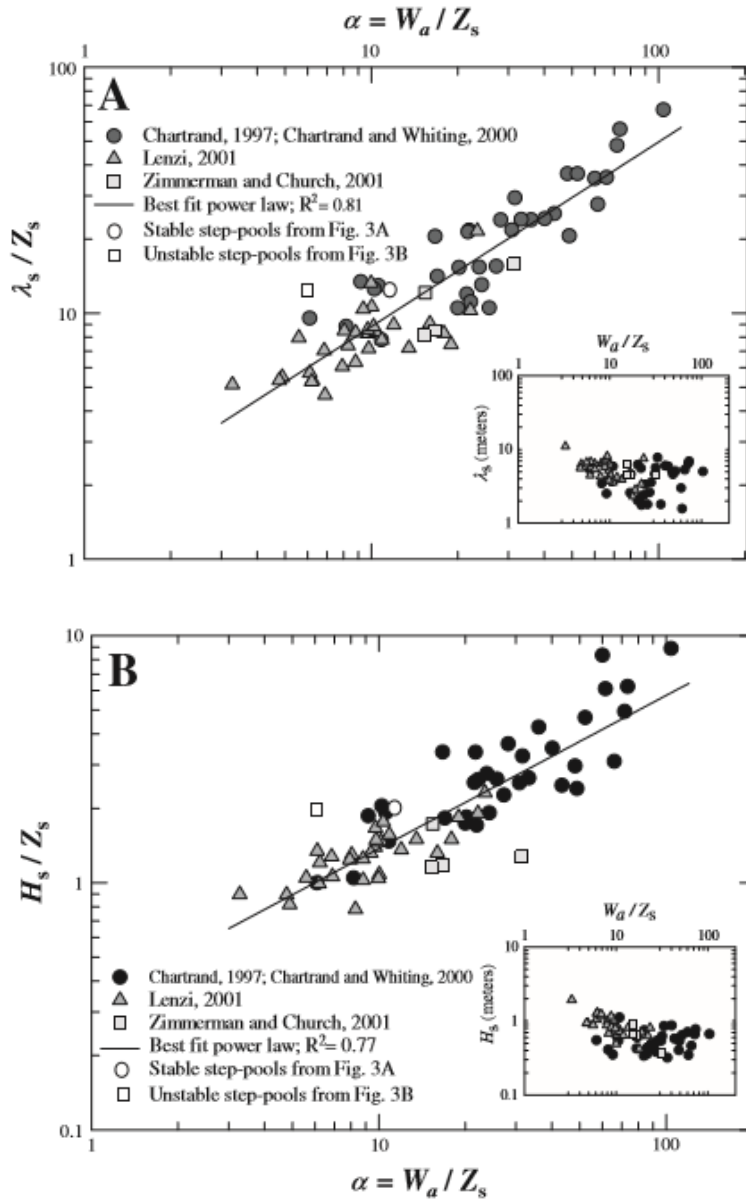 α = Wₐ / Zₛ
1 10 100
100
A
Chartrand, 1997; Chartrand and Whiting, 2000
Lenzi, 2001
Zimmerman and Church, 2001
Best fit power law; R²= 0.81
Stable step-pools from Fig. 3A
Unstable step-pools from Fig. 3B
λₛ / Zₛ
10
1
Wₐ/Zₛ
1 10 100
100
10
1
λₛ (meters)
10
B
Hₛ / Zₛ
1
Chartrand, 1997; Chartrand and Whiting, 2000
Lenzi, 2001
Zimmerman and Church, 2001
Best fit power law; R²= 0.77
Stable step-pools from Fig. 3A
Unstable step-pools from Fig. 3B
0.1
Wₐ/Zₛ
1 10 100
10
1
0.1
Hₛ (meters)
1 10 100
α = Wₐ / Zₛ